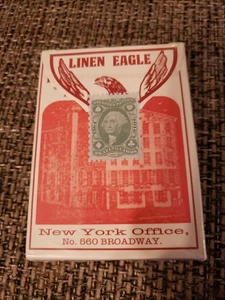 LINEN EAGLE
New York Office,
No. 560 BROADWAY.